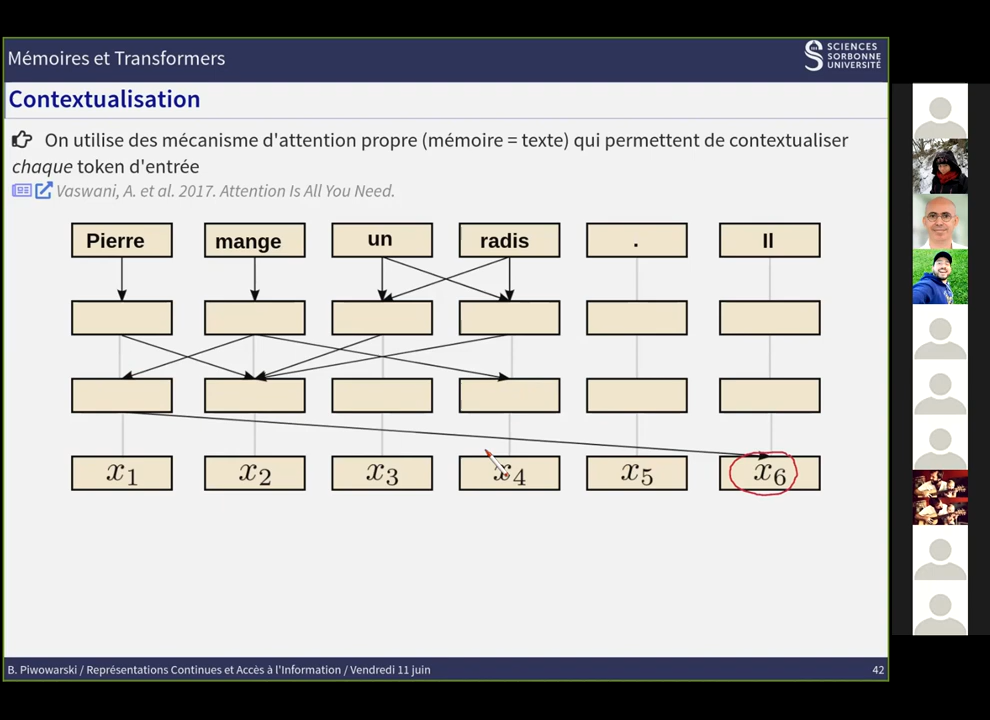 Mémoires et Transformers
SCIENCES
SORBONNE
UNIVERSITÉ
Contextualisation
On utilise des mécanisme d'attention propre (mémoire = texte) qui permettent de contextualiser
chaque token d'entrée
Vaswani, A. et al. 2017. Attention Is All You Need.
Pierre mange un radis . Il
x1 x2 x3 x4 x5 x6
B. Piwowarski / Représentations Continues et Accès à l'Information / Vendredi 11 juin 42